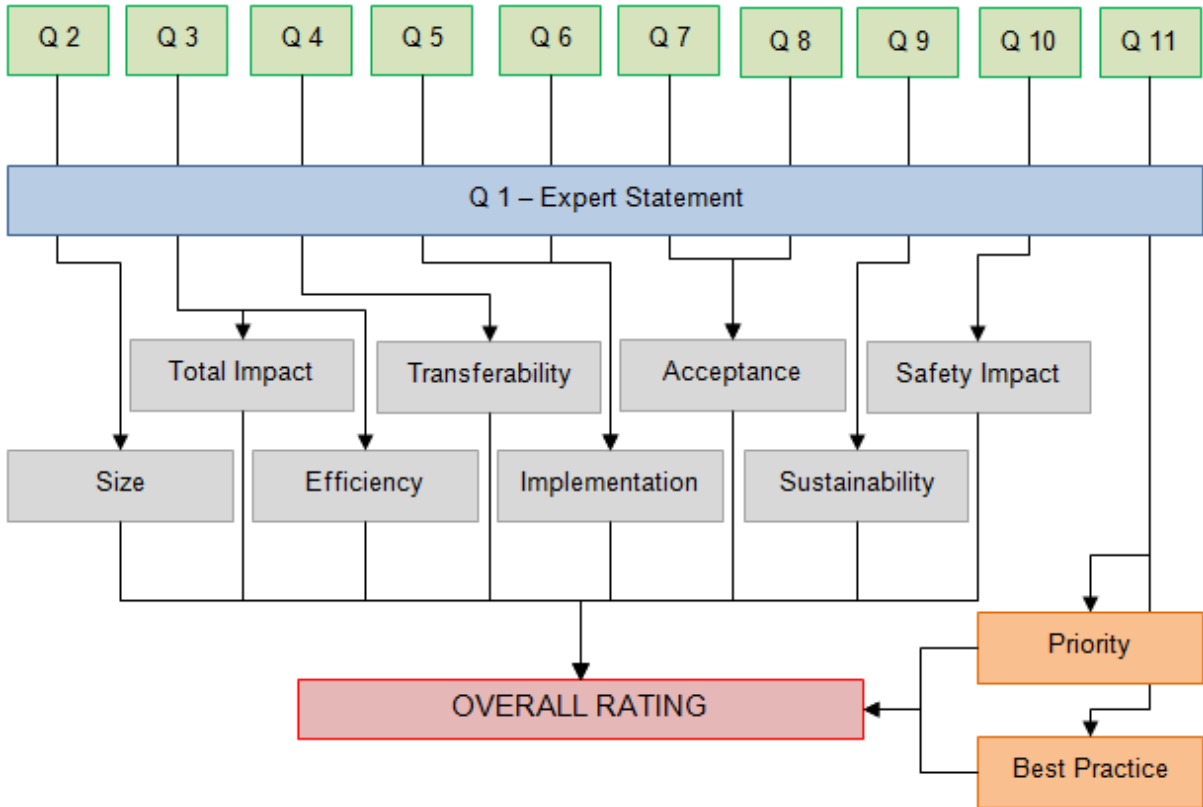 Q 2
Q 3
Q 4
Q 5
Q 6
Q 7
Q 8
Q 9
Q 10
Q 11
Q 1 – Expert Statement
Total Impact
Transferability
Acceptance
Safety Impact
Size
Efficiency
Implementation
Sustainability
Priority
OVERALL RATING
Best Practice